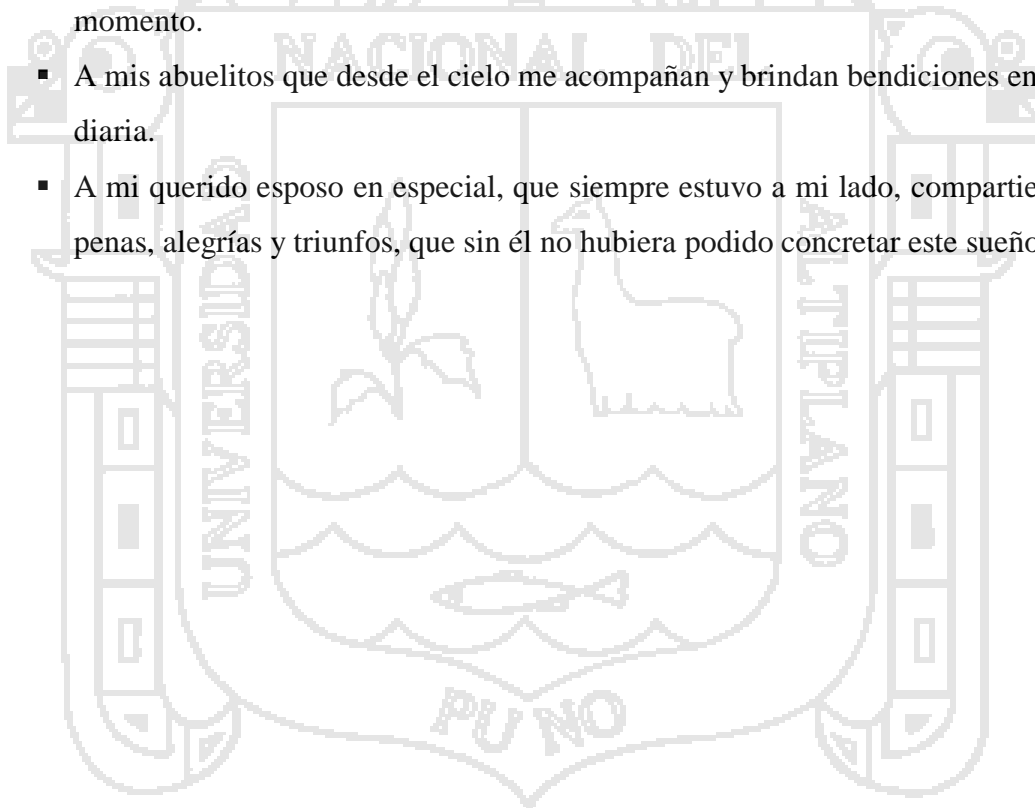 momento.
NACIONAL DEL
▪ A mis abuelitos que desde el cielo me acompañan y brindan bendiciones en
diaria.
▪ A mi querido esposo en especial, que siempre estuvo a mi lado, compartie
penas, alegrías y triunfos, que sin él no hubiera podido concretar este sueño
UNIVERSIDAD
ALTIPLANO
PUNO